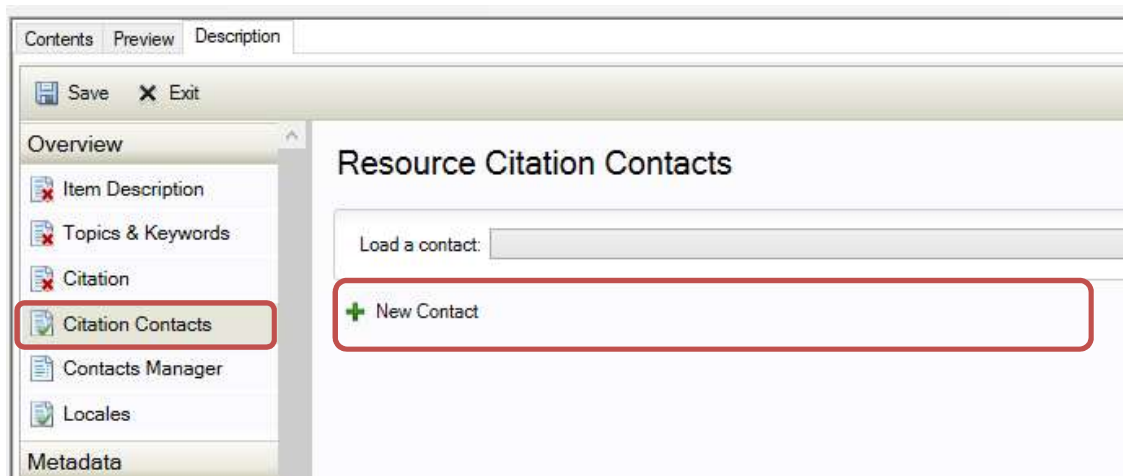 Contents Preview Description
Save Exit
Overview
Item Description
Topics & Keywords
Citation
Citation Contacts
Contacts Manager
Locales
Metadata
Resource Citation Contacts
Load a contact:
New Contact